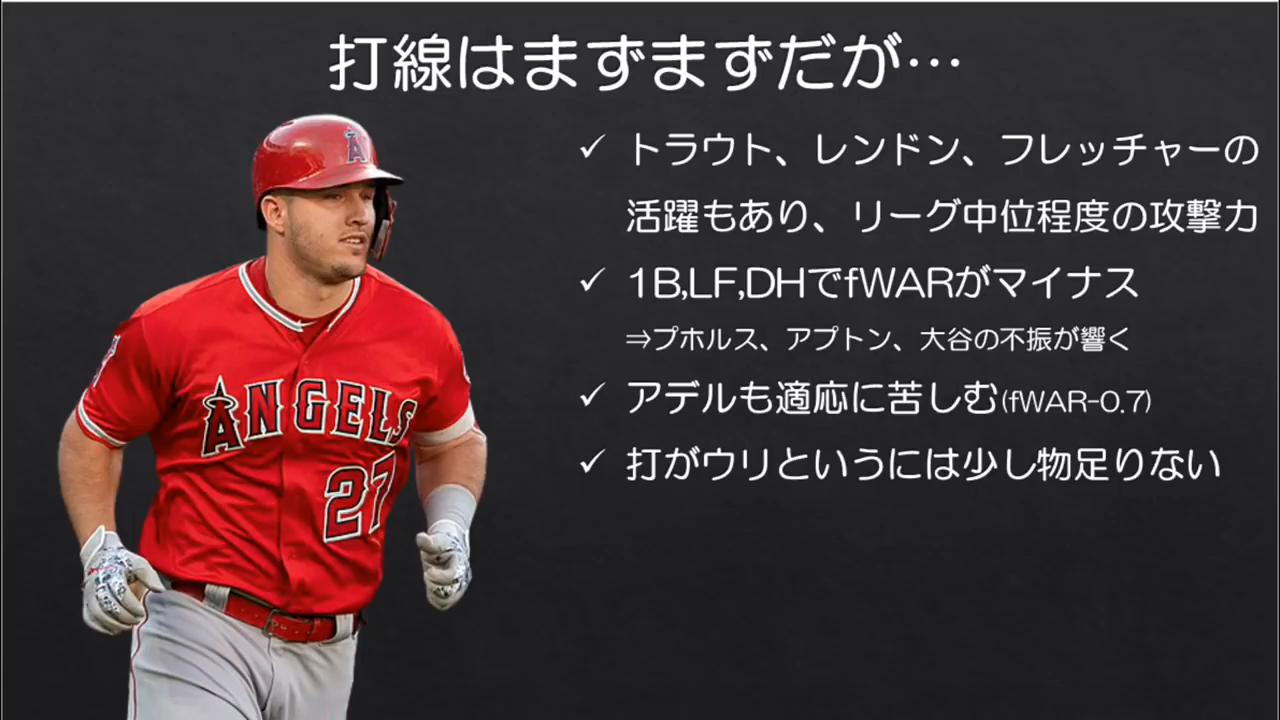 打線はまずまずだが…
✓ トラウト、レンドン、フレッチャーの
活躍もあり、リーグ中位程度の攻撃力
✓ 1B,LF,DHでfWARがマイナス
⇒プホルス、アプトン、大谷の不振が響く
✓ アデルも適応に苦しむ(fWAR-0.7)
✓ 打がウリというには少し物足りない
A
ANGELS
27